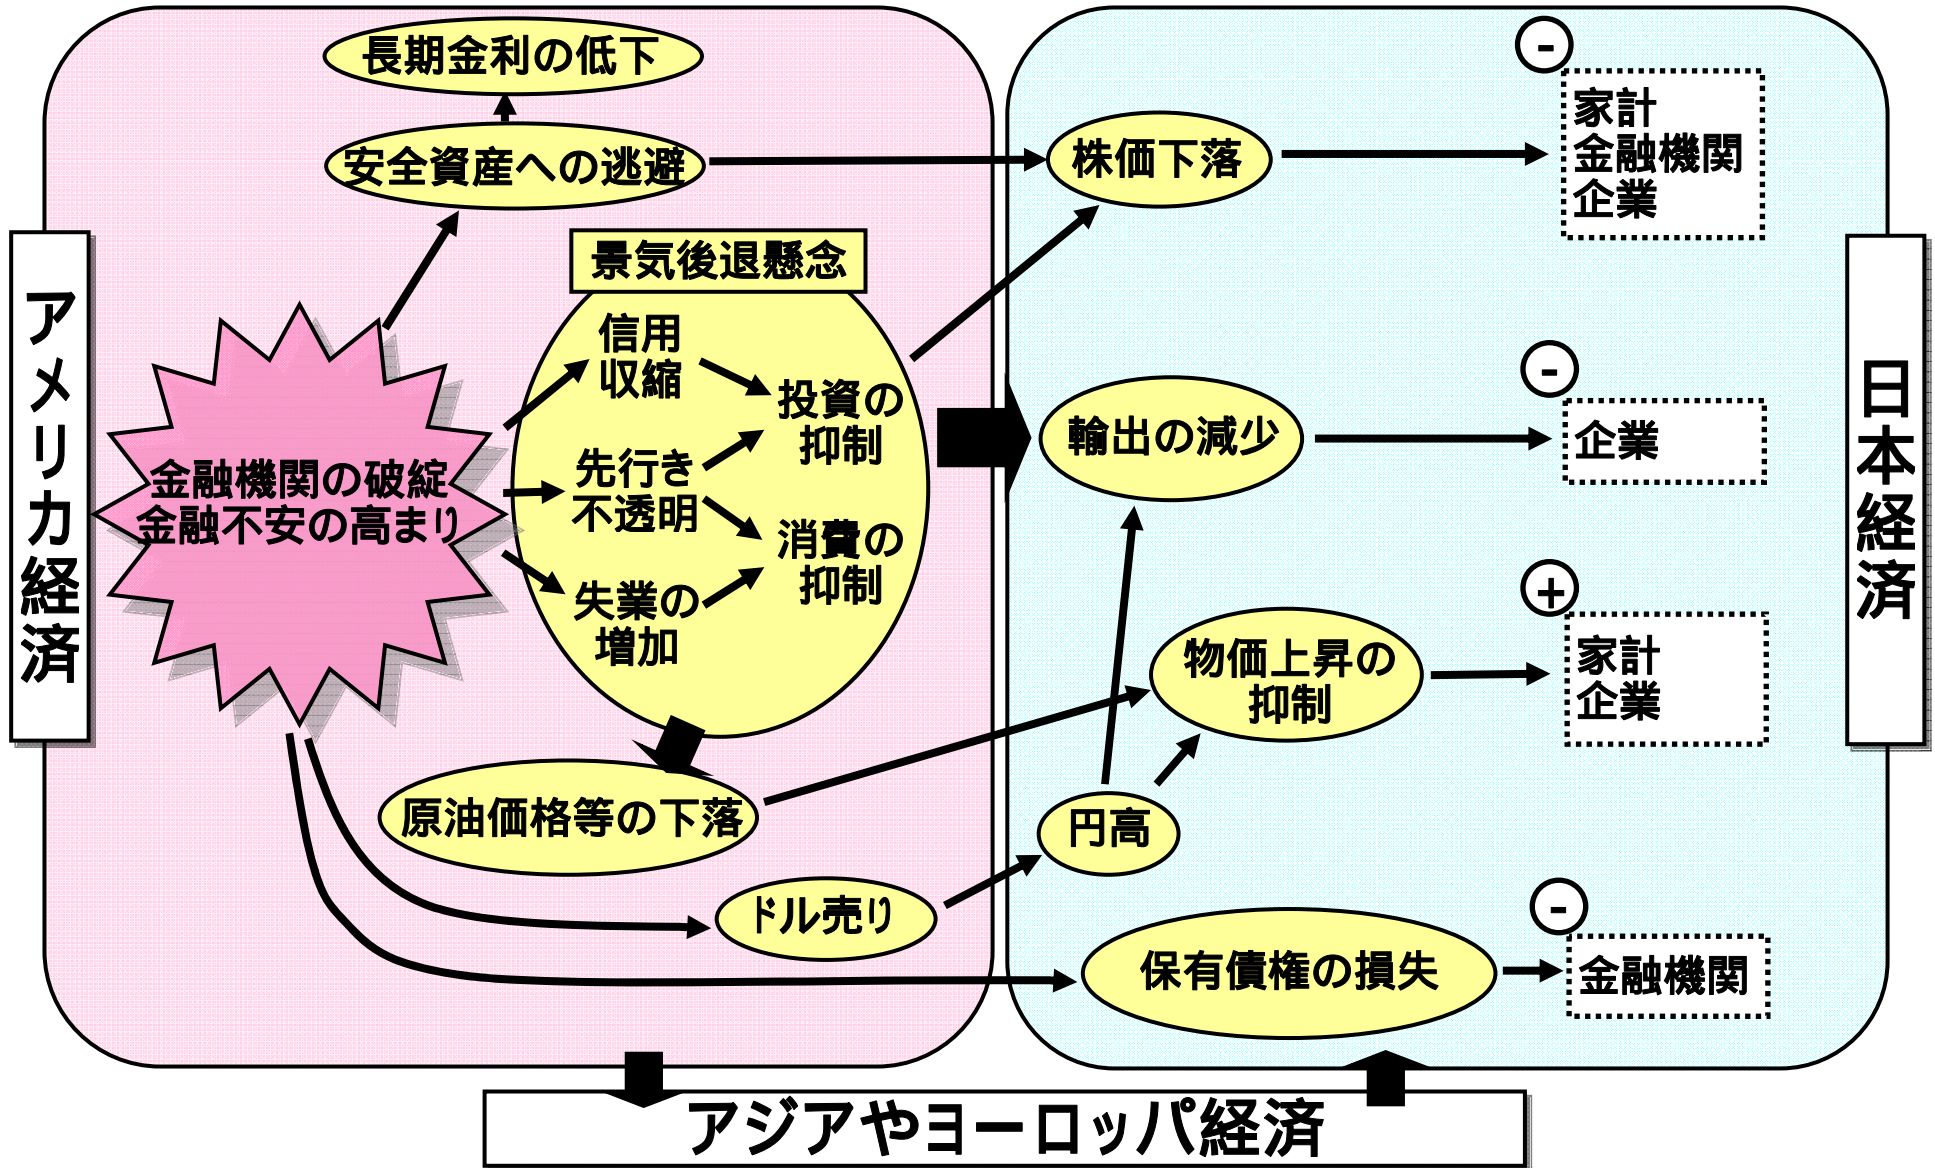 アメリカ経済
長期金利の低下
安全資産への逃避
景気後退懸念
信用
収縮
投資の
抑制
先行き
不透明
消費の
抑制
失業の
増加
金融機関の破綻
金融不安の高まり
原油価格等の下落
ドル売り
日本経済
株価下落
-
家計
金融機関
企業
輸出の減少
-
企業
物価上昇の
抑制
+
家計
企業
円高
保有債権の損失
-
金融機関
アジアやヨーロッパ経済